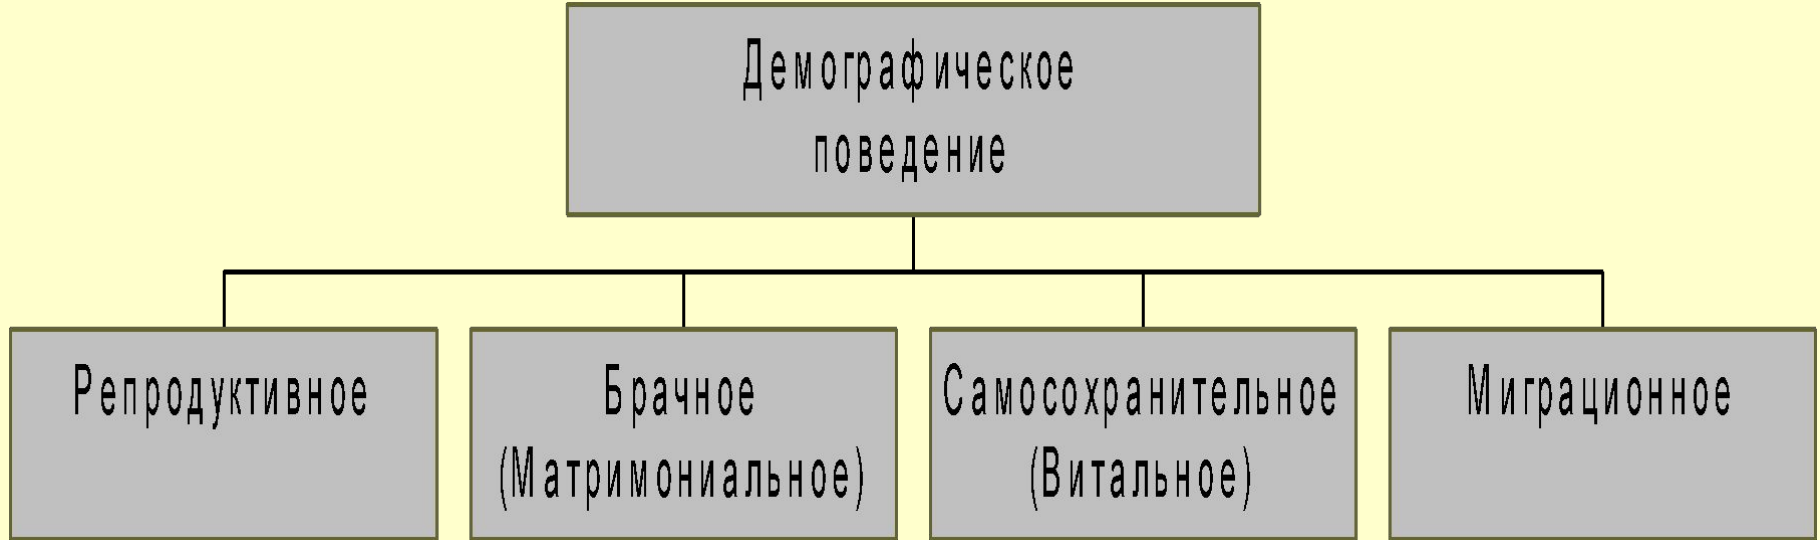 Демографическое
поведение
Репродуктивное
Брачное
(Матримониальное)
Самосохранительное
(Витальное)
Миграционное